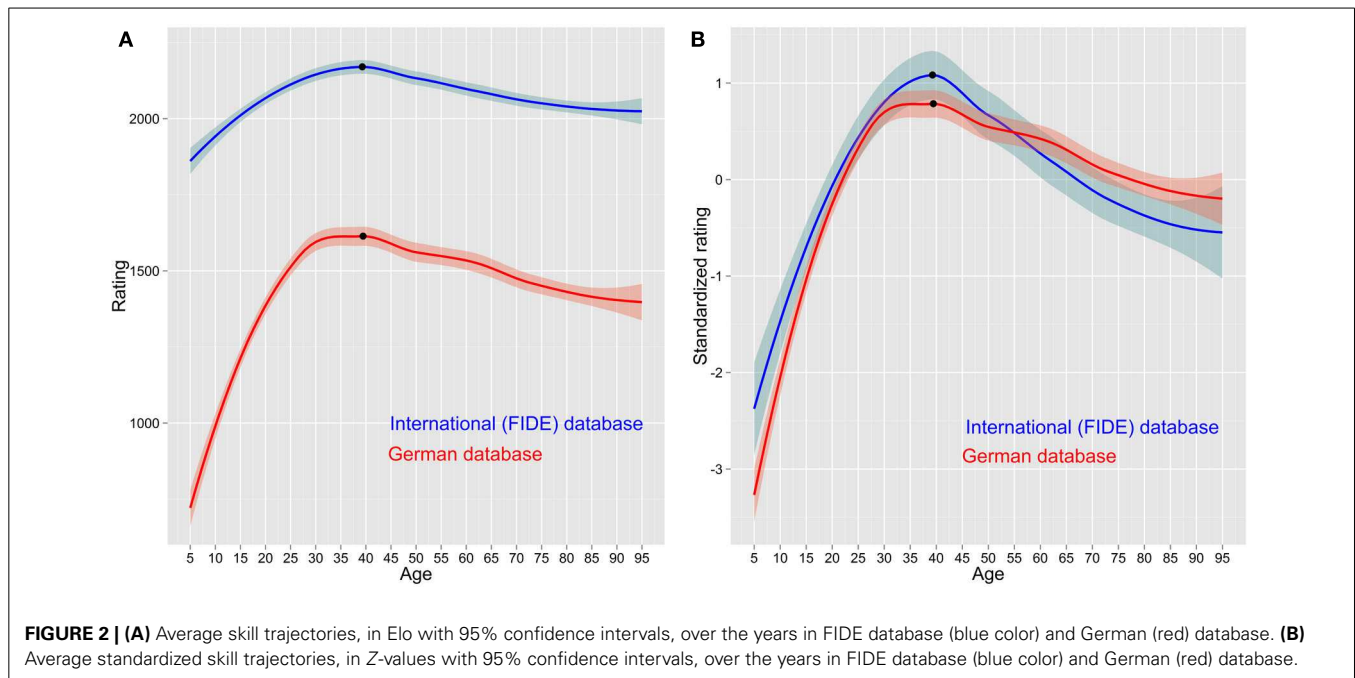 A
Rating
2000
1500
1000
International (FIDE) database
German database
5 10 15 20 25 30 35 40 45 50 55 60 65 70 75 80 85 90 95
Age
B
Standardized rating
1
0
-1
-2
-3
International (FIDE) database
German database
5 10 15 20 25 30 35 40 45 50 55 60 65 70 75 80 85 90 95
Age
FIGURE 2 | (A) Average skill trajectories, in Elo with 95% confidence intervals, over the years in FIDE database (blue color) and German (red) database. (B)
Average standardized skill trajectories, in Z-values with 95% confidence intervals, over the years in FIDE database (blue color) and German (red) database.